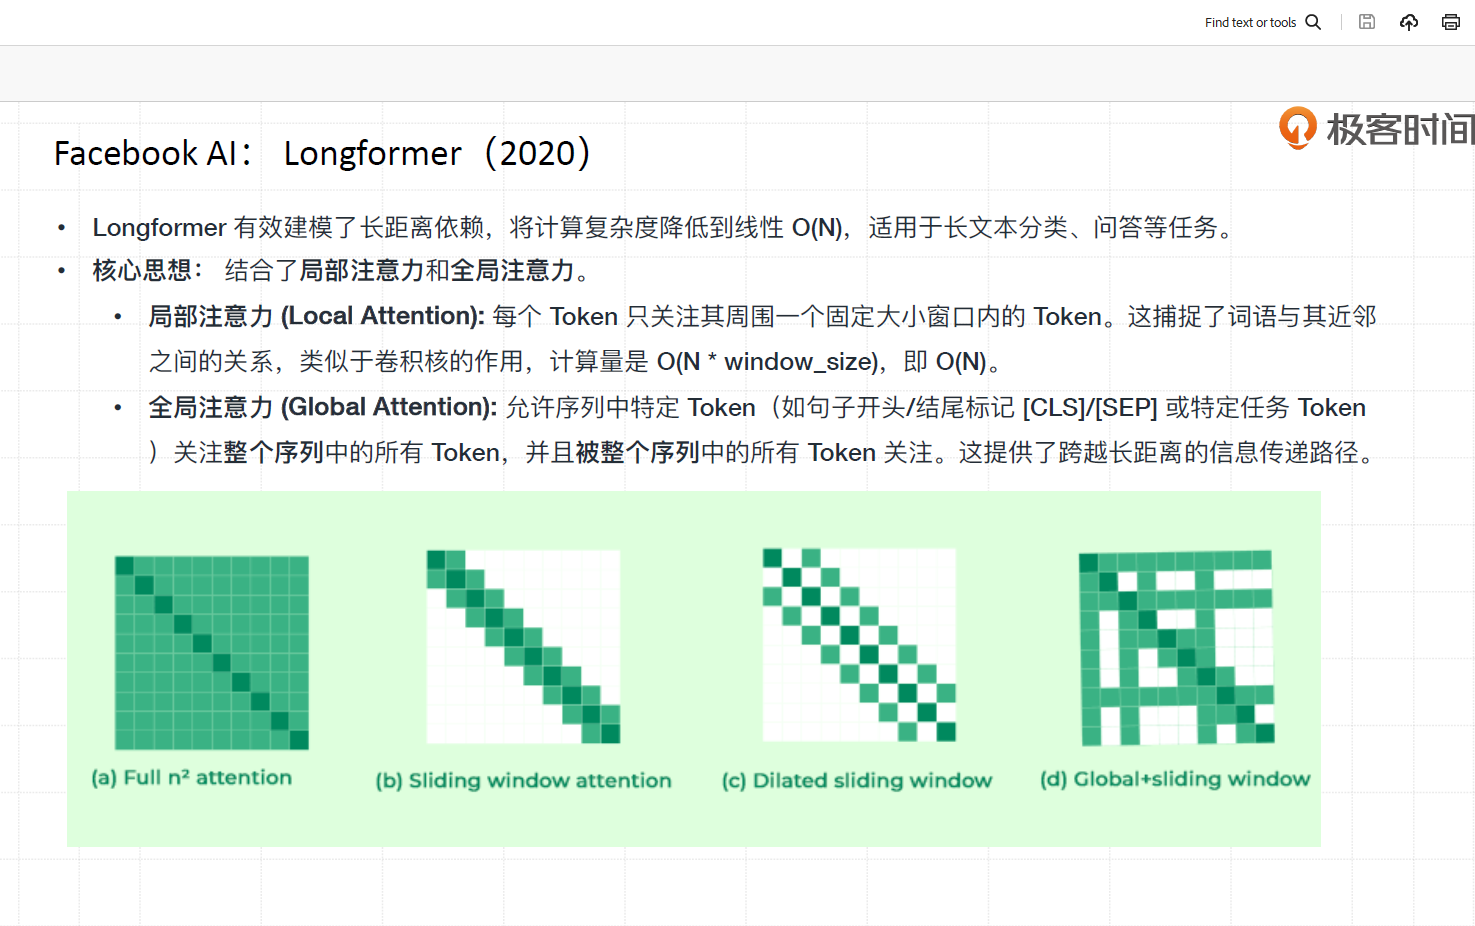 Find text or tools
极客时间
Facebook AI： Longformer（2020）
• Longformer 有效建模了长距离依赖，将计算复杂度降低到线性 O(N)，适用于长文本分类、问答等任务。
• 核心思想： 结合了局部注意力和全局注意力。
• 局部注意力 (Local Attention): 每个 Token 只关注其周围一个固定大小窗口内的 Token。这捕捉了词语与其近邻
之间的关系，类似于卷积核的作用，计算量是 O(N * window_size)，即 O(N)。
• 全局注意力 (Global Attention): 允许序列中特定 Token（如句子开头/结尾标记 [CLS]/[SEP] 或特定任务 Token
）关注整个序列中的所有 Token，并且被整个序列中的所有 Token 关注。这提供了跨越长距离的信息传递路径。
(a) Full n² attention
(b) Sliding window attention
(c) Dilated sliding window
(d) Global+sliding window